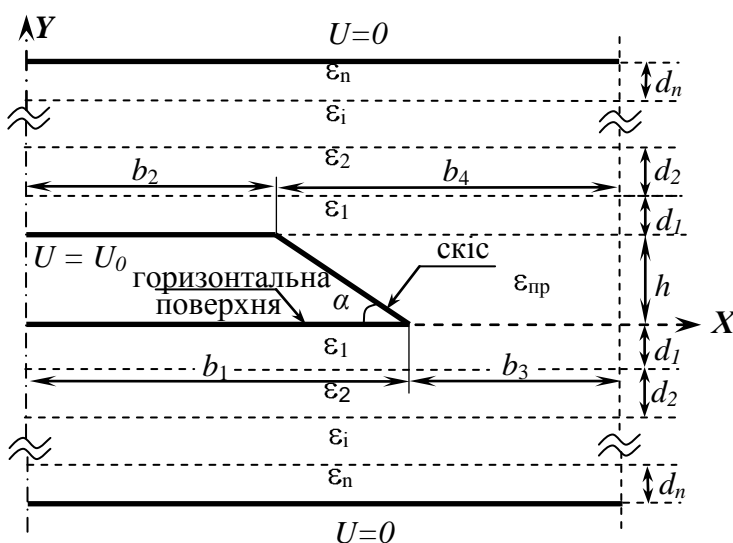 Y
U=0
εn
dn
εi
ε2
b2
b4
d2
ε1
d1
U = U0
скіс
горизонтальна
поверхня
α
εпр
h
X
ε1
d1
b1
b3
ε2
d2
εi
εn
dn
U=0